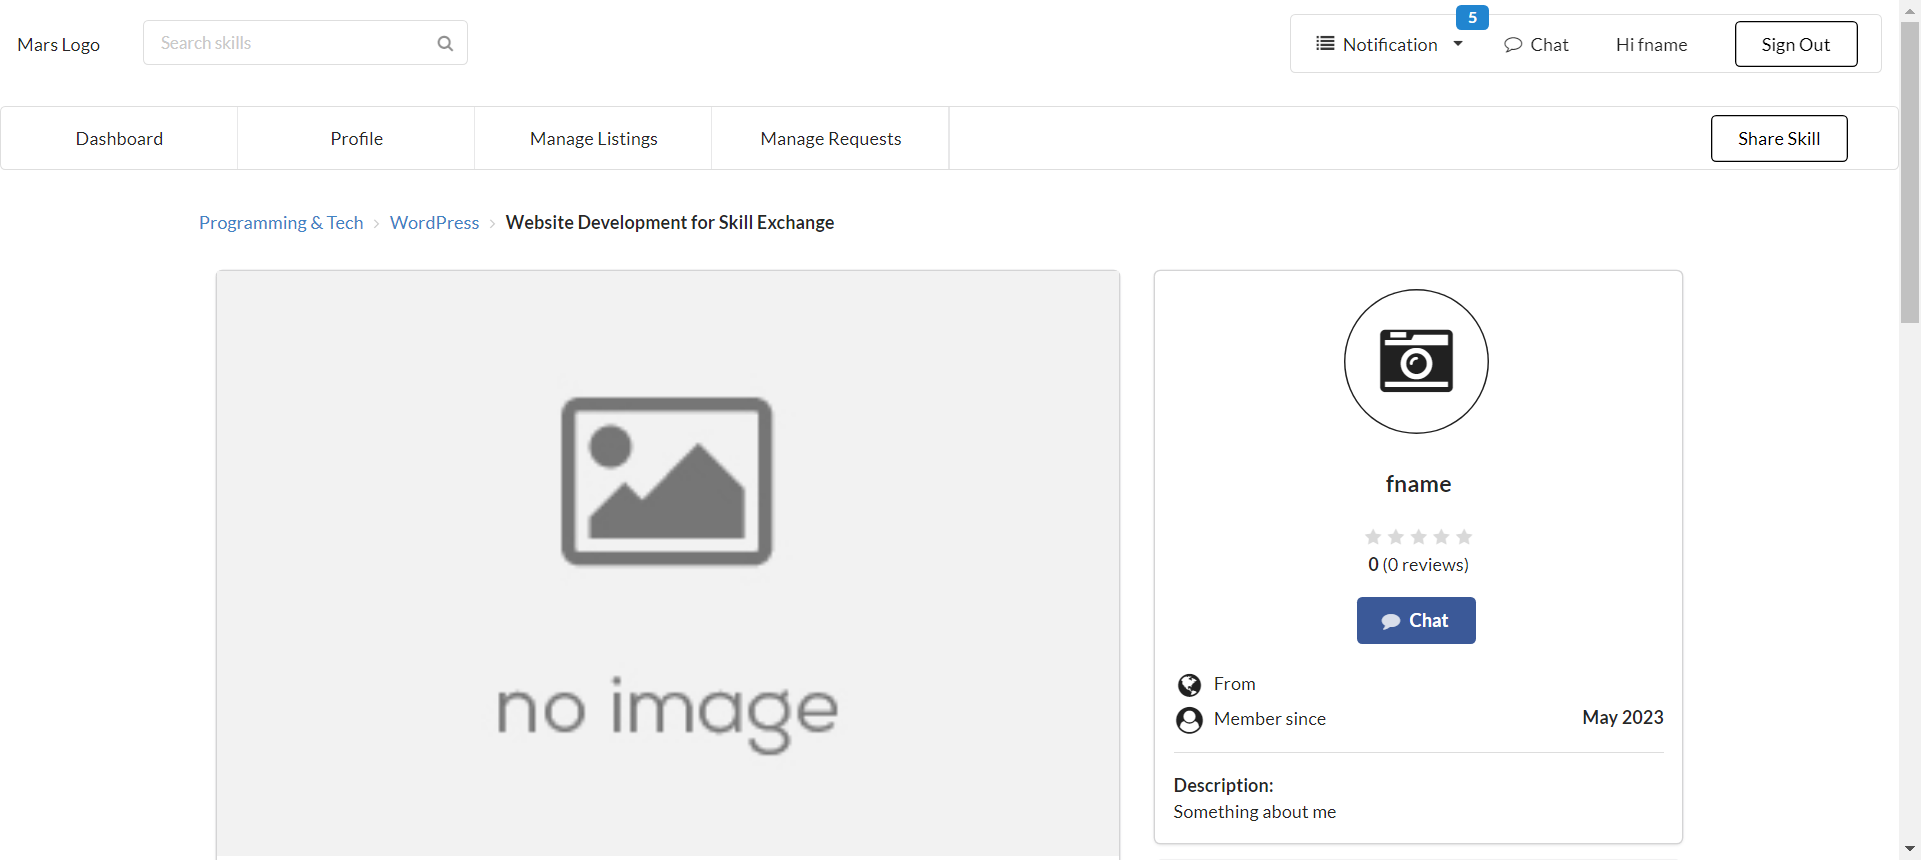 Mars Logo
Search skills
5
Notification
Chat
Hi fname
Sign Out
Dashboard
Profile
Manage Listings
Manage Requests
Share Skill
Programming & Tech
WordPress
Website Development for Skill Exchange
no image
fname
0 (0 reviews)
Chat
From
Member since
May 2023
Description:
Something about me